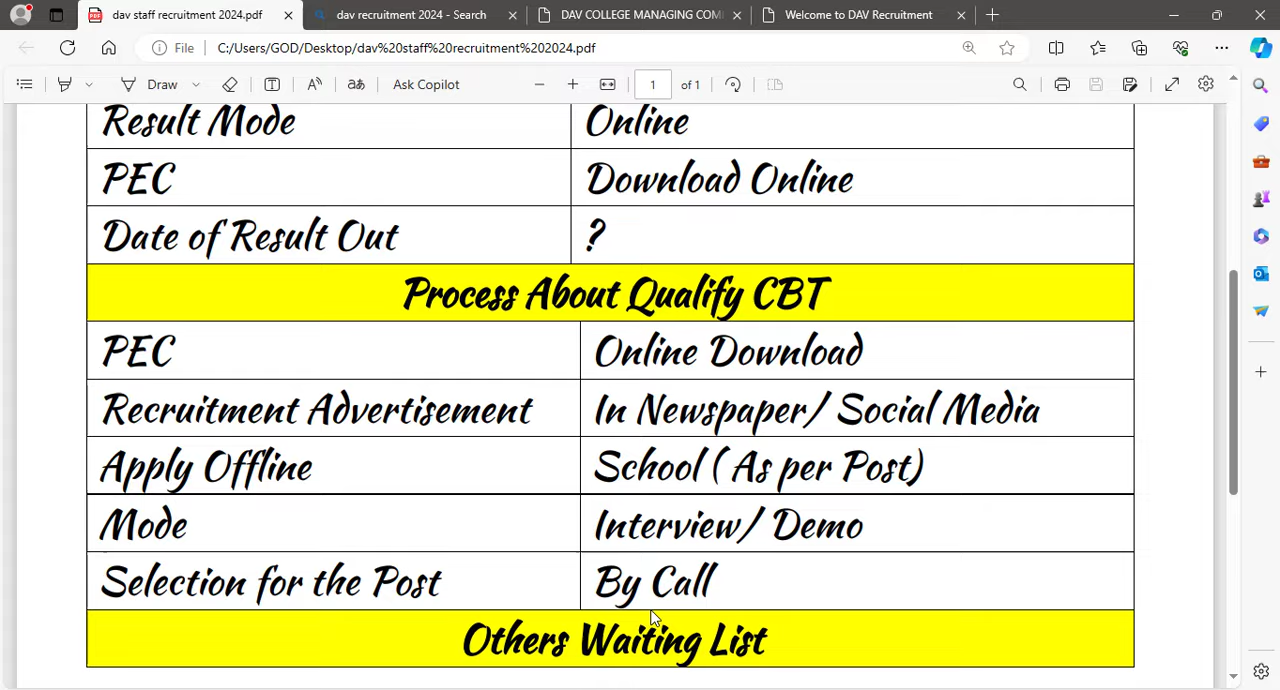 dav staff recruitment 2024.pdf
dav recruitment 2024 - Search
DAV COLLEGE MANAGING COM
Welcome to DAV Recruitment
File C:/Users/GOD/Desktop/dav%20staff%20recruitment%202024.pdf
Draw
aあ
Ask Copilot
1 of 1
Result Mode Online
PEC Download Online
Date of Result Out ?
Process About Qualify CBT
PEC Online Download
Recruitment Advertisement In Newspaper/ Social Media
Apply Offline School ( As per Post)
Mode Interview/ Demo
Selection for the Post By Call
Others Waiting List